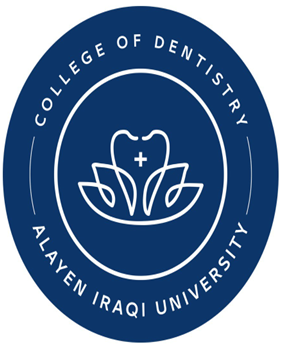 COLLEGE OF DENTISTRY
ALAYEN IRAQI UNIVERSITY